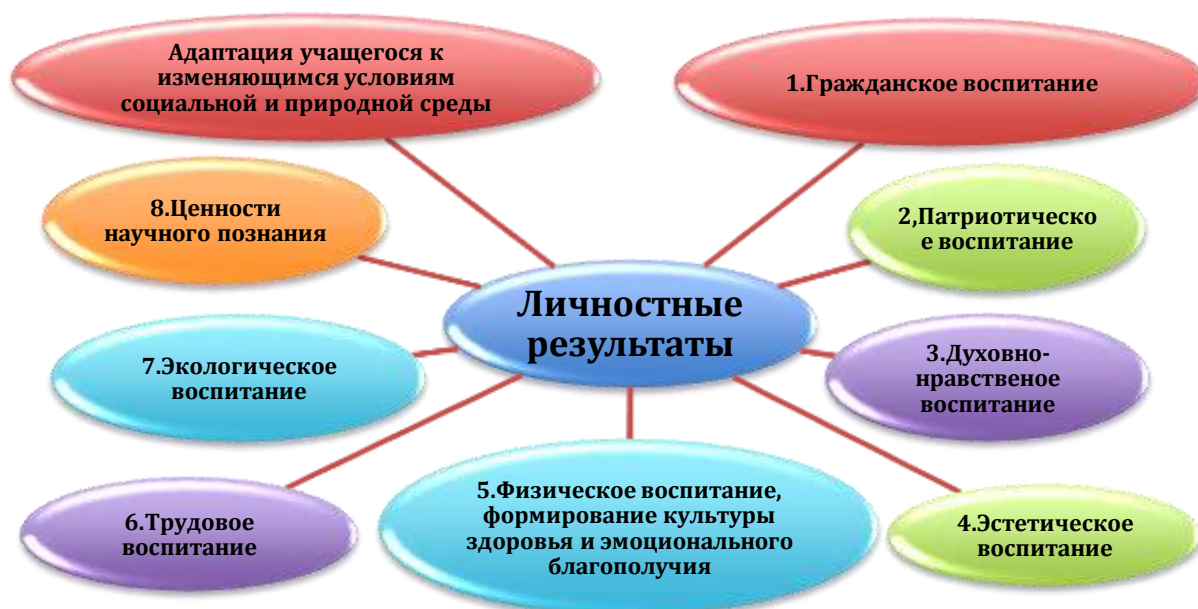 Адаптация учащегося к
изменяющимся условиям
социальной и природной среды
1.Гражданское воспитание
8.Ценности
научного познания
2,Патриотическо
е воспитание
Личностные
результаты
7.Экологическое
воспитание
3.Духовно-
нравственое
воспитание
6.Трудовое
воспитание
5.Физическое воспитание,
формирование культуры
здоровья и эмоционального
благополучия
4.Эстетическое
воспитание